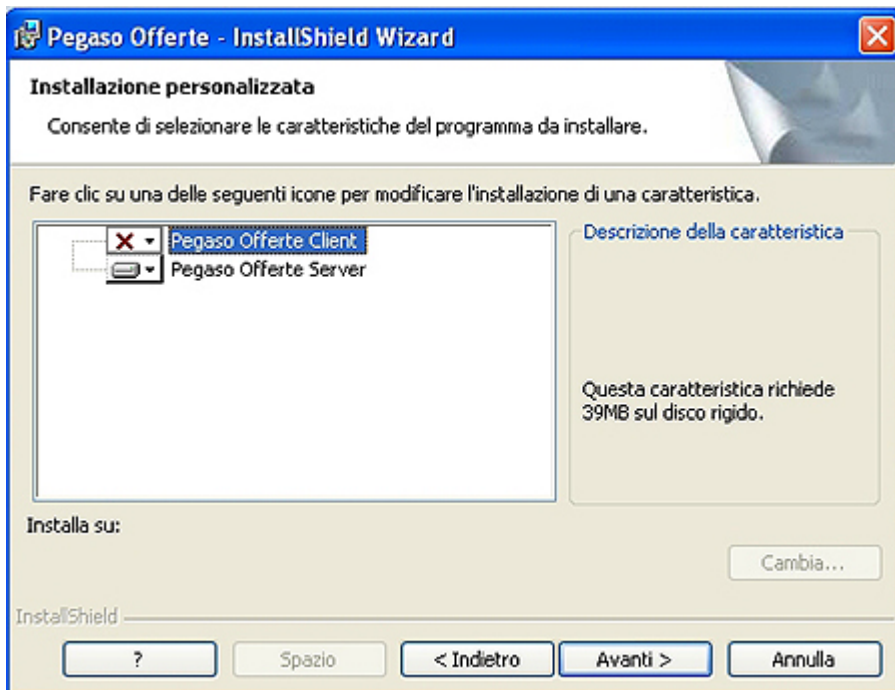 Pegaso Offerte - InstallShield Wizard
Installazione personalizzata
Consente di selezionare le caratteristiche del programma da installare.
Fare clic su una delle seguenti icone per modificare l'installazione di una caratteristica.
Pegaso Offerte Client
Pegaso Offerte Server
Descrizione della caratteristica
Questa caratteristica richiede
39MB sul disco rigido.
Installa su:
Cambia...
InstallShield
?
Spazio
< Indietro
Avanti >
Annulla